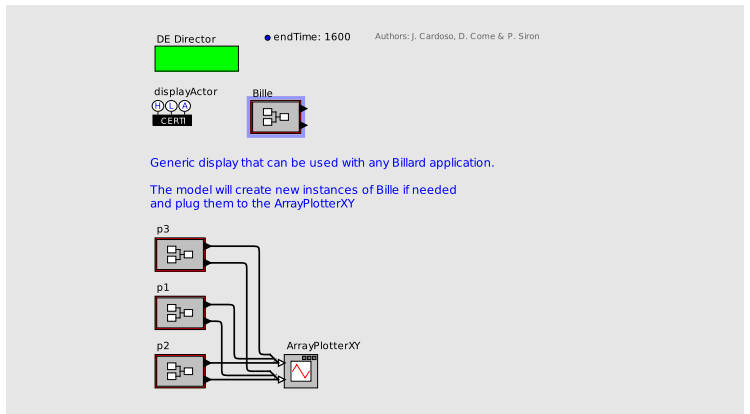 DE Director
endTime: 1600
Authors: J. Cardoso, D. Come & P. Siron
displayActor
H L A
CERTI
Bille
Generic display that can be used with any Billard application.
The model will create new instances of Bille if needed
and plug them to the ArrayPlotterXY
p3
p1
p2
ArrayPlotterXY